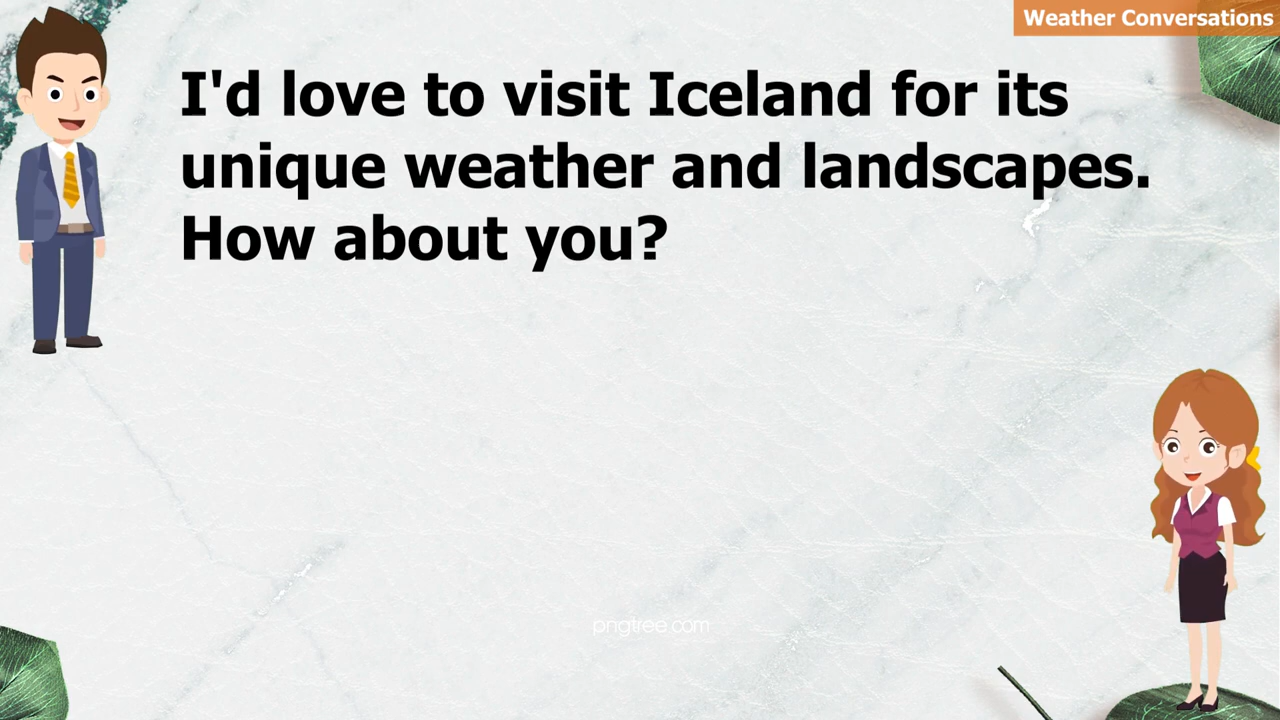 Weather Conversations
I'd love to visit Iceland for its
unique weather and landscapes.
How about you?
pngtree.com